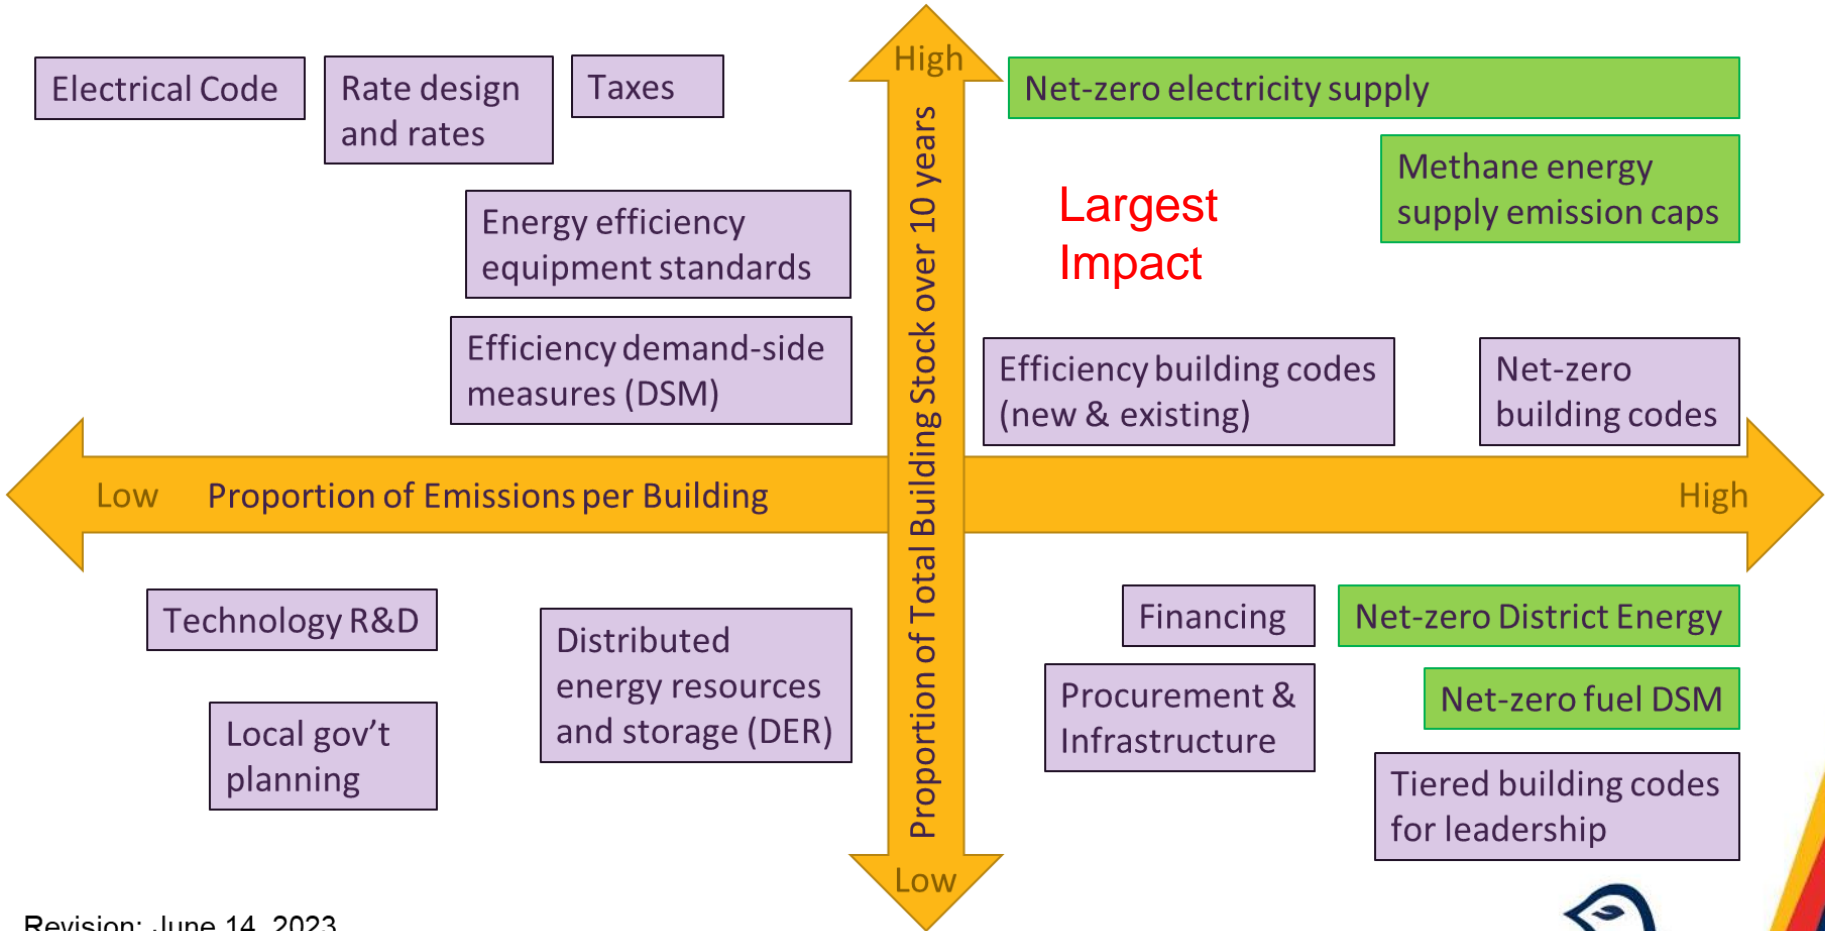 Electrical Code
Rate design
and rates
Taxes
High
Net-zero electricity supply
Methane energy
supply emission caps
Energy efficiency
equipment standards
Largest
Impact
Efficiency demand-side
measures (DSM)
Proportion of Total Building Stock over 10 years
Efficiency building codes
(new & existing)
Net-zero
building codes
Low
Proportion of Emissions per Building
High
Technology R&D
Distributed
energy resources
and storage (DER)
Local gov’t
planning
Financing
Net-zero District Energy
Procurement &
Infrastructure
Net-zero fuel DSM
Tiered building codes
for leadership
Low
Revision: June 14, 2023